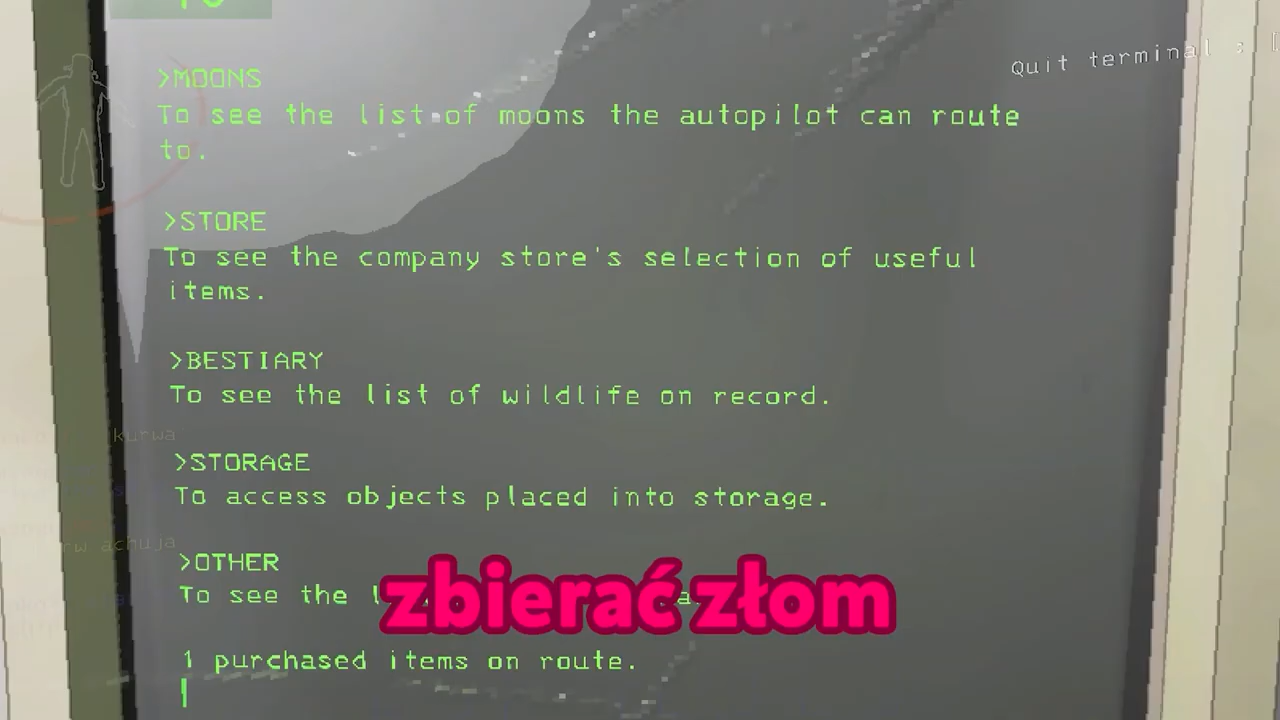 Quit terminal : [
>MOONS
To see the list of moons the autopilot can route
to.
>STORE
To see the company store's selection of useful
items.
>BESTIARY
To see the list of wildlife on record.
>STORAGE
To access objects placed into storage.
kurwa
>OTHER
To see the
zbierać złom
1 purchased items on route.